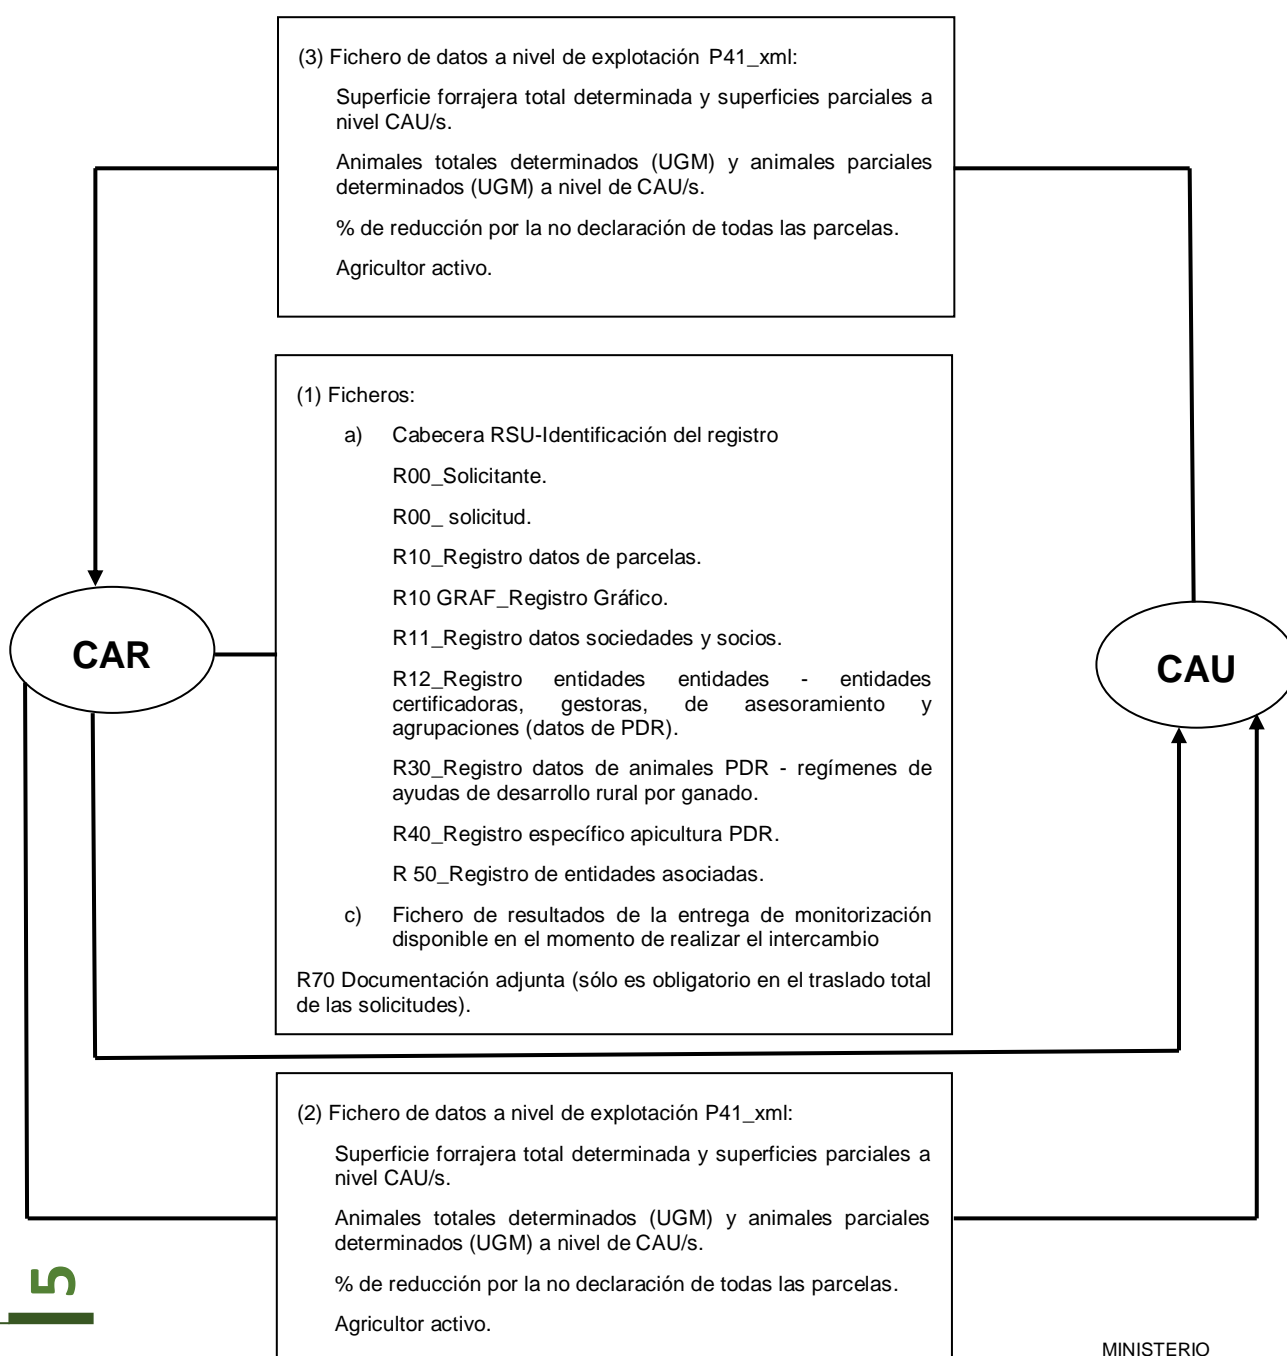 (3) Fichero de datos a nivel de explotación P41_xml:
Superficie forrajera total determinada y superficies parciales a
nivel CAU/s.
Animales totales determinados (UGM) y animales parciales
determinados (UGM) a nivel de CAU/s.
% de reducción por la no declaración de todas las parcelas.
Agricultor activo.
(1) Ficheros:
a) Cabecera RSU-Identificación del registro
R00_Solicitante.
R00_ solicitud.
R10_Registro datos de parcelas.
R10 GRAF_Registro Gráfico.
R11_Registro datos sociedades y socios.
R12_Registro entidades entidades - entidades
certificadoras, gestoras, de asesoramiento y
agrupaciones (datos de PDR).
R30_Registro datos de animales PDR - regímenes de
ayudas de desarrollo rural por ganado.
R40_Registro específico apicultura PDR.
R 50_Registro de entidades asociadas.
c) Fichero de resultados de la entrega de monitorización
disponible en el momento de realizar el intercambio
R70 Documentación adjunta (sólo es obligatorio en el traslado total
de las solicitudes).
CAR
CAU
(2) Fichero de datos a nivel de explotación P41_xml:
Superficie forrajera total determinada y superficies parciales a
nivel CAU/s.
Animales totales determinados (UGM) y animales parciales
determinados (UGM) a nivel de CAU/s.
% de reducción por la no declaración de todas las parcelas.
Agricultor activo.
5
MINISTERIO